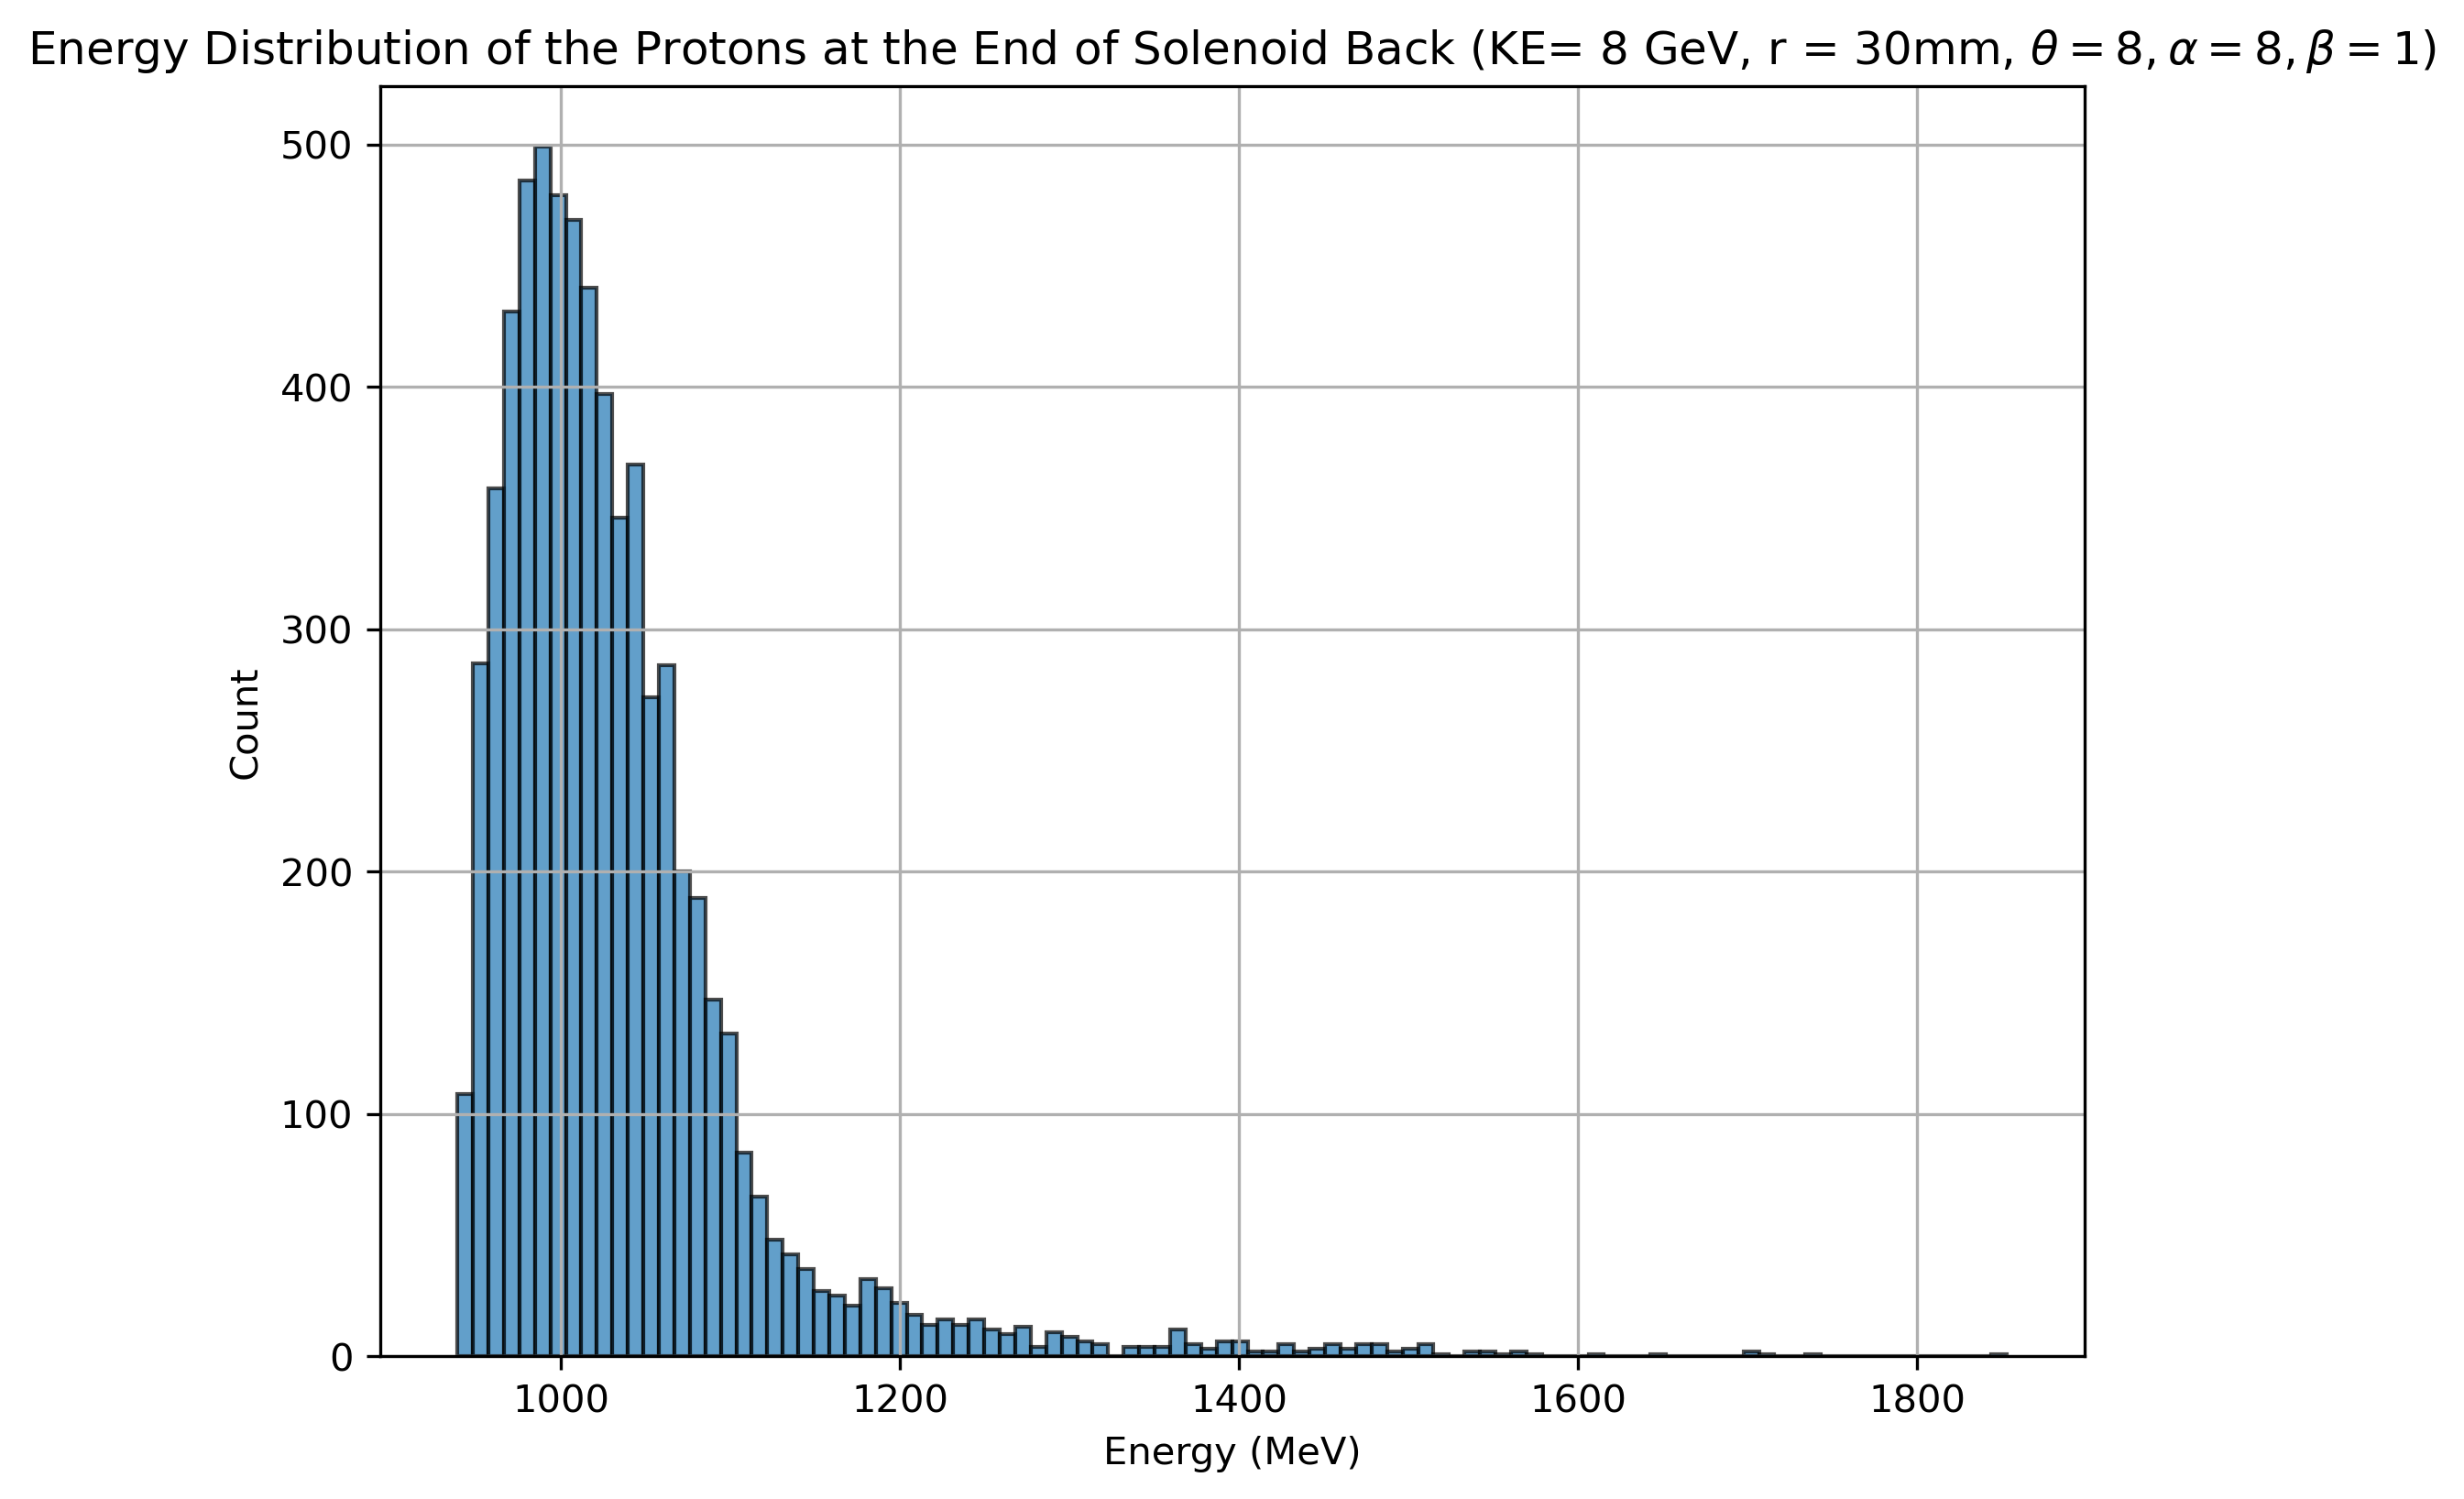 Energy Distribution of the Protons at the End of Solenoid Back (KE= 8 GeV, r = 30mm, θ = 8, α = 8, β = 1)
500
400
300
200
100
0
Count
1000 1200 1400 1600 1800
Energy (MeV)